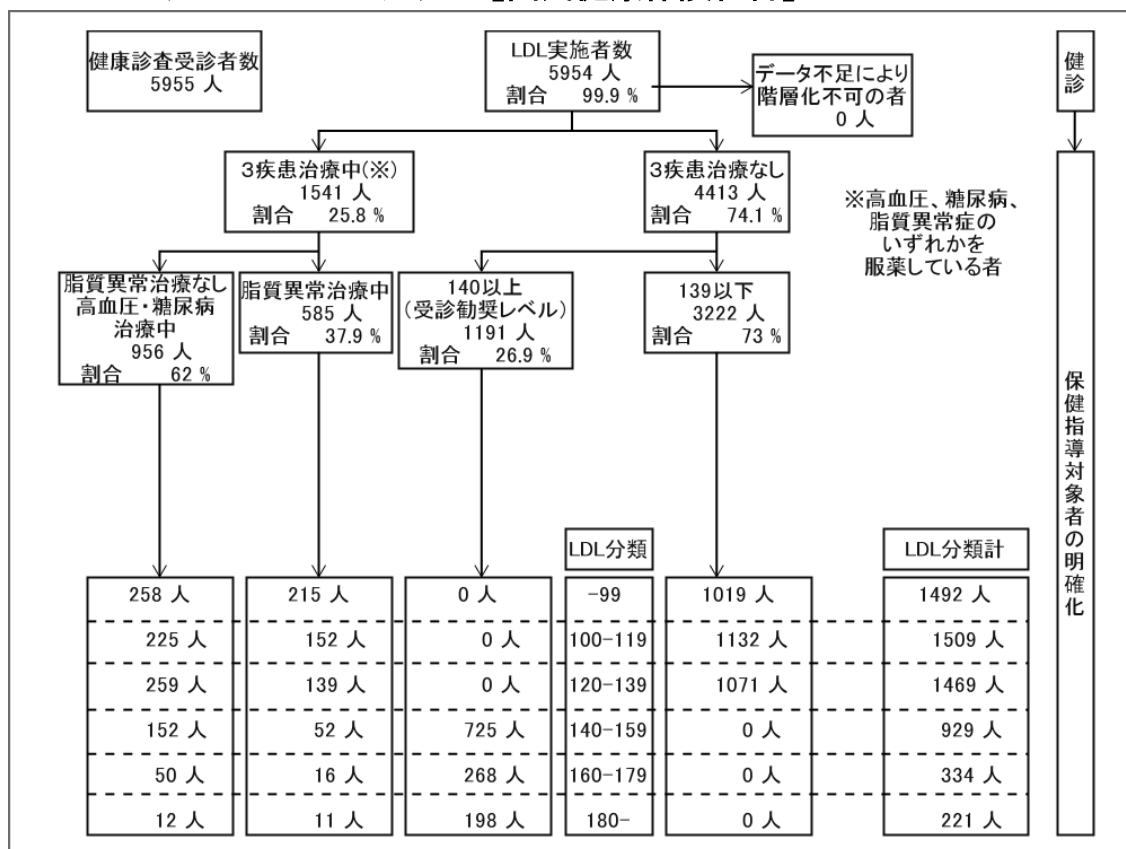 健康診査受診者数
5955 人
LDL実施者数
5954 人
割合 99.9 %
データ不足により
階層化不可の者
0 人
健診
3疾患治療中(※)
1541 人
割合 25.8 %
3疾患治療なし
4413 人
割合 74.1 %
※高血圧、糖尿病、
脂質異常症の
いずれかを
服薬している者
脂質異常治療なし
高血圧・糖尿病
治療中
956 人
割合 62 %
脂質異常治療中
585 人
割合 37.9 %
140以上
(受診勧奨レベル)
1191 人
割合 26.9 %
139以下
3222 人
割合 73 %
保健指導対象者の明確化
LDL分類
LDL分類計
258 人 215 人 0 人 -99 1019 人 1492 人
225 人 152 人 0 人 100-119 1132 人 1509 人
259 人 139 人 0 人 120-139 1071 人 1469 人
152 人 52 人 725 人 140-159 0 人 929 人
50 人 16 人 268 人 160-179 0 人 334 人
12 人 11 人 198 人 180- 0 人 221 人